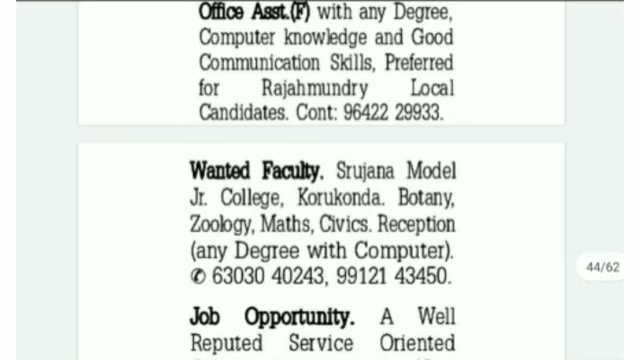 Office Asst.(F) with any Degree,
Computer knowledge and Good
Communication Skills, Preferred
for Rajahmundry Local
Candidates. Cont: 96422 29933.
Wanted Faculty. Srujana Model
Jr. College, Korukonda. Botany,
Zoology, Maths, Civics. Reception
(any Degree with Computer).
✆ 63030 40243, 99121 43450.
44/62
Job Opportunity. A Well
Reputed Service Oriented